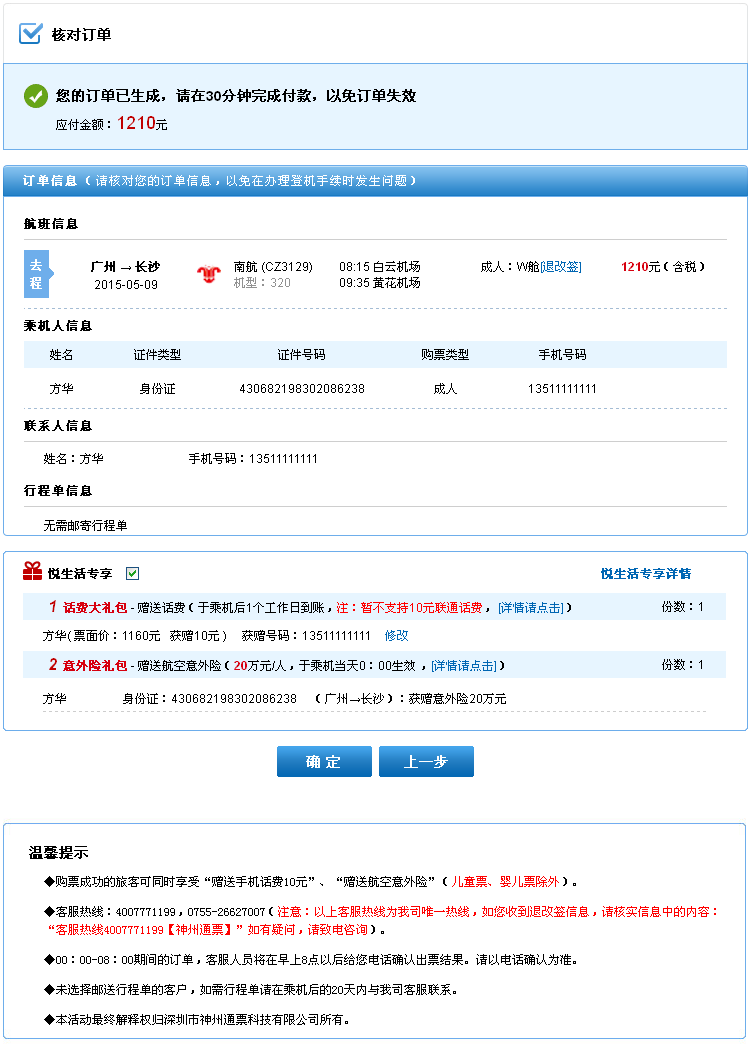 核对订单
您的订单已生成，请在30分钟完成付款，以免订单失效
应付金额：1210元
订单信息（请核对您的订单信息，以免在办理登机手续时发生问题）
航班信息
去程 广州→长沙 南航 (CZ3129) 08:15 白云机场 成人：W舱[退改签] 1210元（含税）
2015-05-09 机型：320 09:35 黄花机场
乘机人信息
姓名 证件类型 证件号码 购票类型 手机号码
方华 身份证 430682198302086238 成人 13511111111
联系人信息
姓名：方华 手机号码：13511111111
行程单信息
无需邮寄行程单
悦生活专享 悦生活专享详情
1 话费大礼包 - 赠送话费（于乘机后1个工作日到账，注：暂不支持10元联通话费，[详情请点击]） 份数：1
方华(票面价：1160元 获赠10元) 获赠号码：13511111111 修改
2 意外险礼包 - 赠送航空意外险（20万元/人，于乘机当天0：00生效，[详情请点击]） 份数：1
方华 身份证：430682198302086238 （广州→长沙）：获赠意外险20万元
确 定 上一步
温馨提示
◆购票成功的旅客可同时享受“赠送手机话费10元”、“赠送航空意外险”（儿童票、婴儿票除外）。
◆客服热线：4007771199，0755-26627007（注意：以上客服热线为我司唯一热线，如您收到退改签信息，请核实信息中的内容：
“客服热线4007771199【神州通票】”如有疑问，请致电咨询）。
◆00：00-08：00期间的订单，客服人员将在早上8点以后给您电话确认出票结果。请以电话确认为准。
◆未选择邮送行程单的客户，如需行程单请在乘机后的20天内与我司客服联系。
◆本活动最终解释权归深圳市神州通票科技有限公司所有。